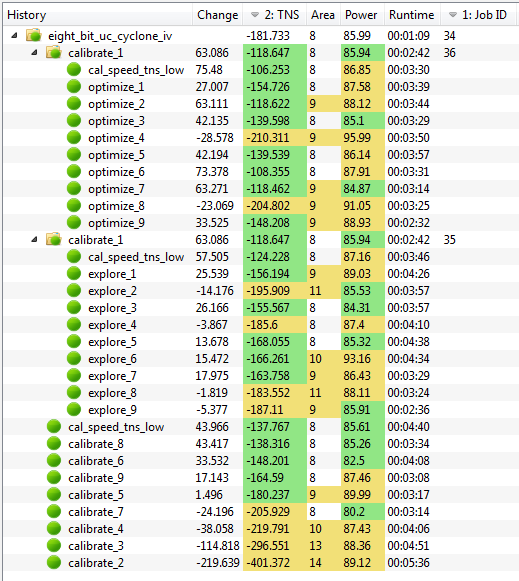 History Change 2: TNS Area Power Runtime 1: Job ID
eight_bit_uc_cyclone_iv -181.733 8 85.99 00:01:09 34
calibrate_1 63.086 -118.647 8 85.94 00:02:42 36
cal_speed_tns_low 75.48 -106.253 8 86.85 00:03:30
optimize_1 27.007 -154.726 8 87.58 00:03:39
optimize_2 63.111 -118.622 9 88.12 00:03:44
optimize_3 42.135 -139.598 8 85.1 00:03:29
optimize_4 -28.578 -210.311 9 95.99 00:03:50
optimize_5 42.194 -139.539 8 86.14 00:03:57
optimize_6 73.378 -108.355 8 87.91 00:03:31
optimize_7 63.271 -118.462 9 84.87 00:03:14
optimize_8 -23.069 -204.802 9 91.05 00:03:25
optimize_9 33.525 -148.208 9 88.93 00:02:32
calibrate_1 63.086 -118.647 8 85.94 00:02:42 35
cal_speed_tns_low 57.505 -124.228 8 87.16 00:03:46
explore_1 25.539 -156.194 9 89.03 00:04:26
explore_2 -14.176 -195.909 11 85.53 00:03:57
explore_3 26.166 -155.567 8 84.31 00:03:57
explore_4 -3.867 -185.6 8 87.4 00:04:10
explore_5 13.678 -168.055 8 85.32 00:04:38
explore_6 15.472 -166.261 10 93.16 00:04:34
explore_7 17.975 -163.758 9 86.43 00:03:29
explore_8 -1.819 -183.552 11 88.11 00:03:24
explore_9 -5.377 -187.11 9 85.91 00:02:36
cal_speed_tns_low 43.966 -137.767 8 85.61 00:04:40
calibrate_8 43.417 -138.316 8 85.26 00:03:34
calibrate_6 33.532 -148.201 8 82.5 00:04:08
calibrate_9 17.143 -164.59 8 87.46 00:03:08
calibrate_5 1.496 -180.237 9 89.99 00:03:17
calibrate_7 -24.196 -205.929 8 80.2 00:03:14
calibrate_4 -38.058 -219.791 10 87.43 00:04:06
calibrate_3 -114.818 -296.551 13 88.36 00:04:51
calibrate_2 -219.639 -401.372 14 89.12 00:05:36